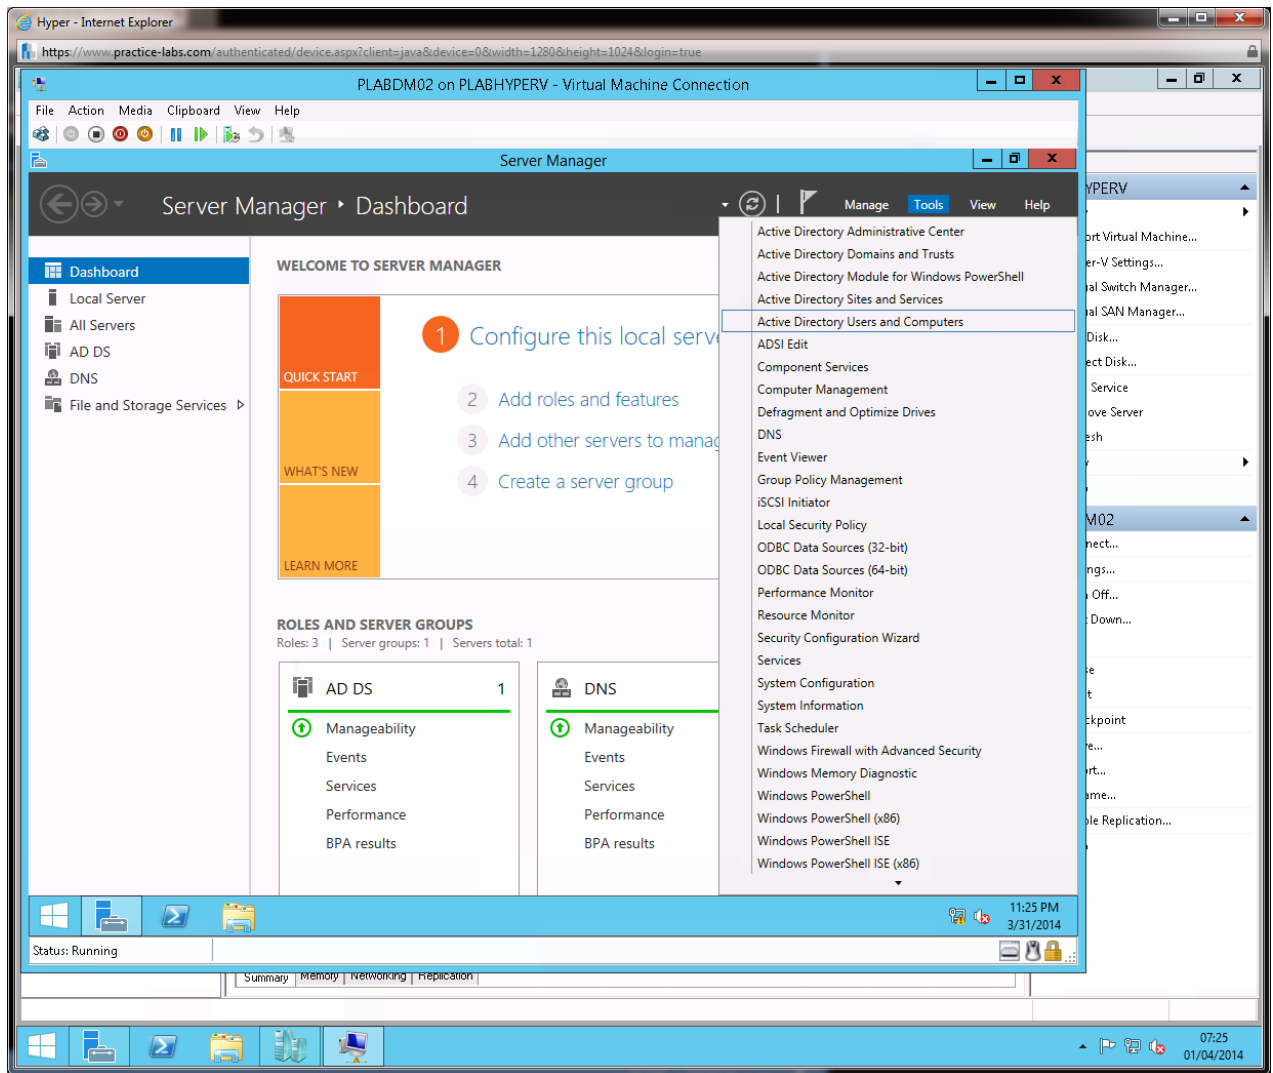 Hyper - Internet Explorer
https://www.practice-labs.com/authenticated/device.aspx?client=java&device=0&width=1280&height=1024&login=true
PLABDM02 on PLABHYPERV - Virtual Machine Connection
File Action Media Clipboard View Help
Server Manager
Server Manager • Dashboard
Manage Tools View Help
Dashboard
Local Server
All Servers
AD DS
DNS
File and Storage Services
WELCOME TO SERVER MANAGER
QUICK START
WHAT'S NEW
LEARN MORE
1 Configure this local serve
2 Add roles and features
3 Add other servers to manag
4 Create a server group
ROLES AND SERVER GROUPS
Roles: 3 | Server groups: 1 | Servers total: 1
AD DS 1
Manageability
Events
Services
Performance
BPA results
DNS
Manageability
Events
Services
Performance
BPA results
Active Directory Administrative Center
Active Directory Domains and Trusts
Active Directory Module for Windows PowerShell
Active Directory Sites and Services
Active Directory Users and Computers
ADSI Edit
Component Services
Computer Management
Defragment and Optimize Drives
DNS
Event Viewer
Group Policy Management
iSCSI Initiator
Local Security Policy
ODBC Data Sources (32-bit)
ODBC Data Sources (64-bit)
Performance Monitor
Resource Monitor
Security Configuration Wizard
Services
System Configuration
System Information
Task Scheduler
Windows Firewall with Advanced Security
Windows Memory Diagnostic
Windows PowerShell
Windows PowerShell (x86)
Windows PowerShell ISE
Windows PowerShell ISE (x86)
YPERV
ort Virtual Machine...
er-V Settings...
al Switch Manager...
al SAN Manager...
Disk...
ect Disk...
Service
ove Server
esh
M02
nect...
ngs...
Off...
Down...
se
t
ckpoint
e...
rt...
ame...
le Replication...
11:25 PM
3/31/2014
Status: Running
Summary Memory Networking Replication
07:25
01/04/2014